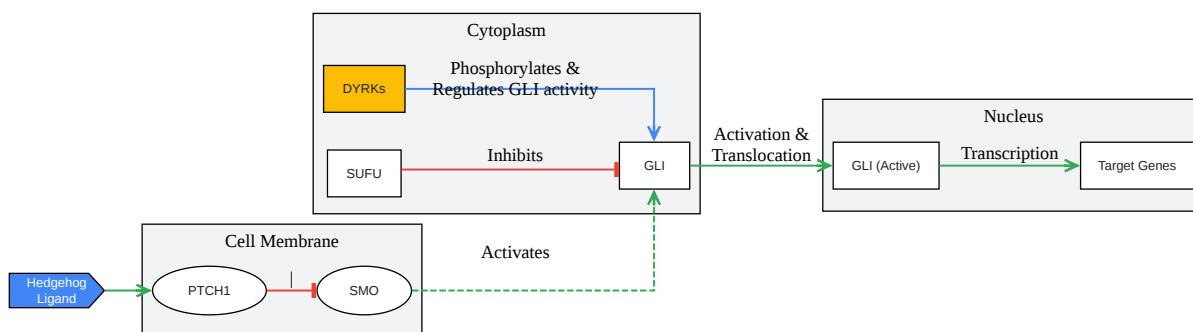 Cytoplasm
DYRKs
Phosphorylates &
Regulates GLI activity
SUFU
Inhibits
GLI
Activation &
Translocation
Nucleus
GLI (Active)
Transcription
Target Genes
Cell Membrane
Hedgehog
Ligand
PTCH1
|
SMO
Activates